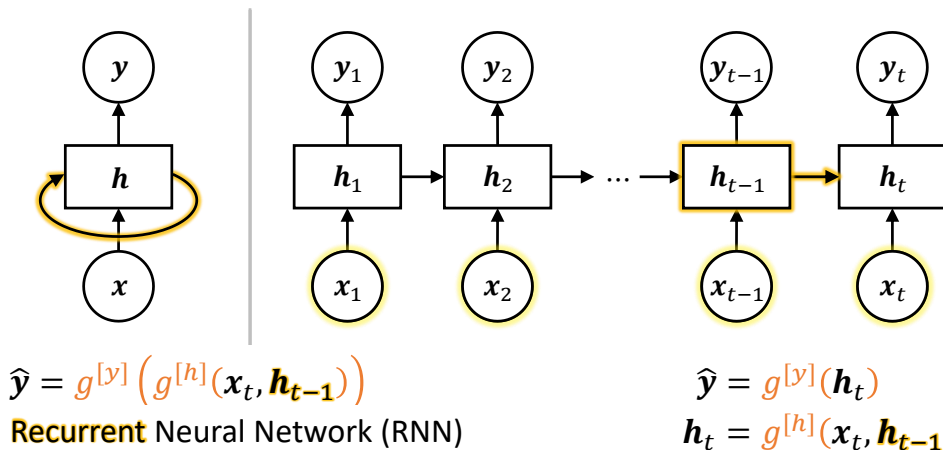 y y₁ y₂ yₜ₋₁ yₜ
h h₁ h₂ ... hₜ₋₁ hₜ
x x₁ x₂ xₜ₋₁ xₜ
ŷ = g^[y](g^[h](xₜ, hₜ₋₁))
Recurrent Neural Network (RNN)
ŷ = g^[y](hₜ)
hₜ = g^[h](xₜ, hₜ₋₁